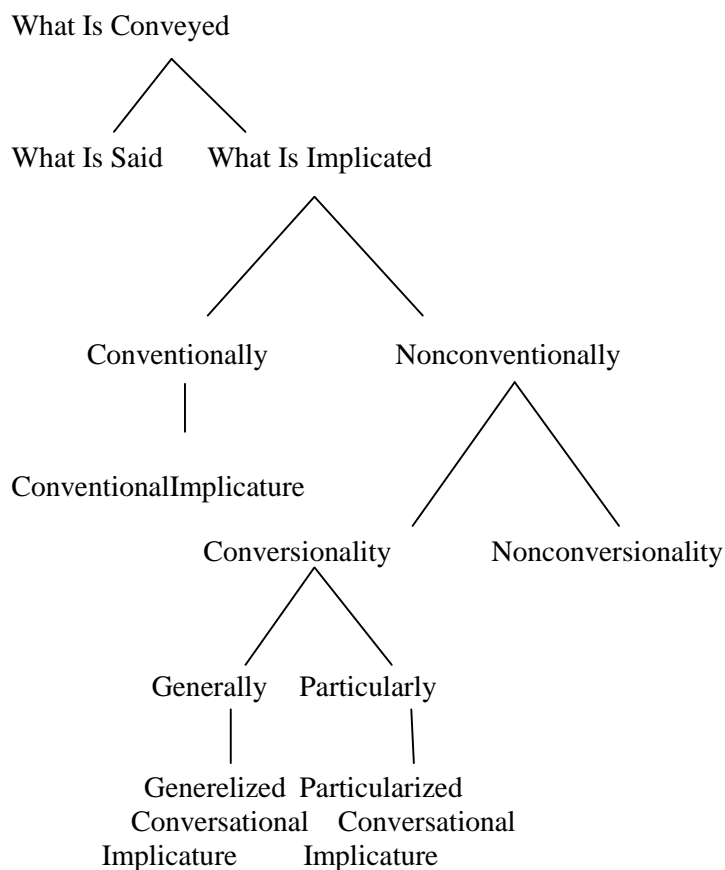 What Is Conveyed
What Is Said What Is Implicated
Conventionally Nonconventionally
ConventionalImplicature
Conversionality Nonconversionality
Generally Particularly
Generelized Particularized
Conversational Conversational
Implicature Implicature